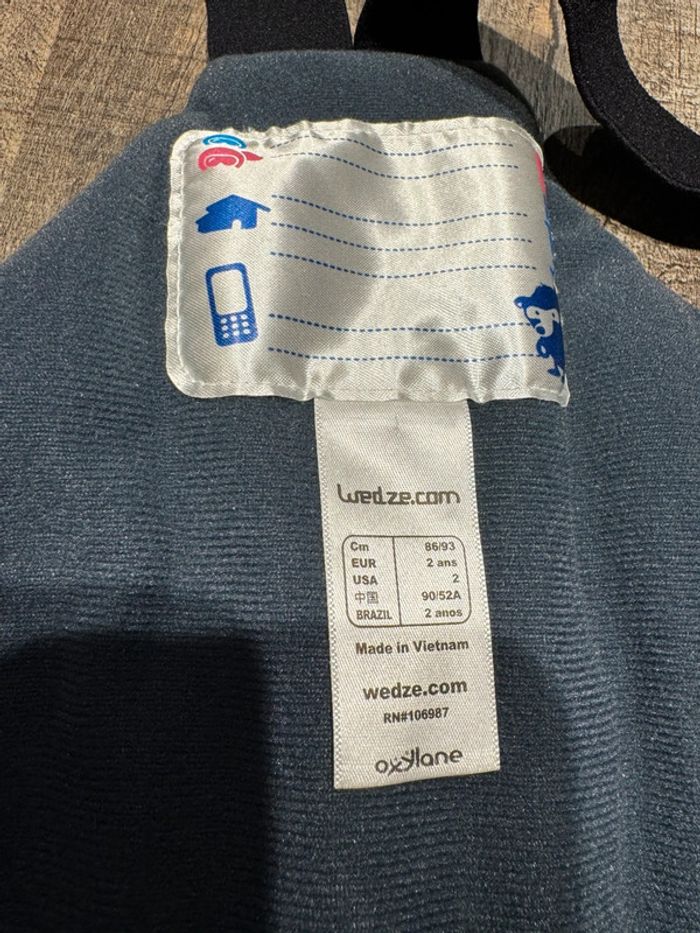 wedze.com
Cm 86/93
EUR 2 ans
USA 2
中国 90/52A
BRAZIL 2 anos
Made in Vietnam
wedze.com
RN#106987
oxylane